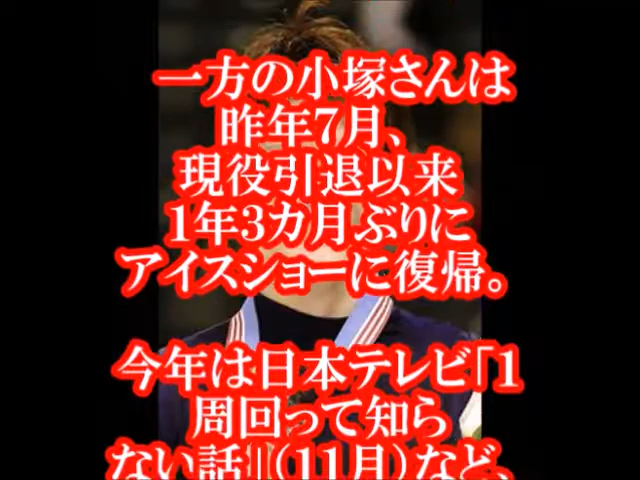 一方の小塚さんは
昨年7月、
現役引退以来
1年3カ月ぶりに
アイスショーに復帰。
今年は日本テレビ「1
周回って知ら
ない話」(11月)など、